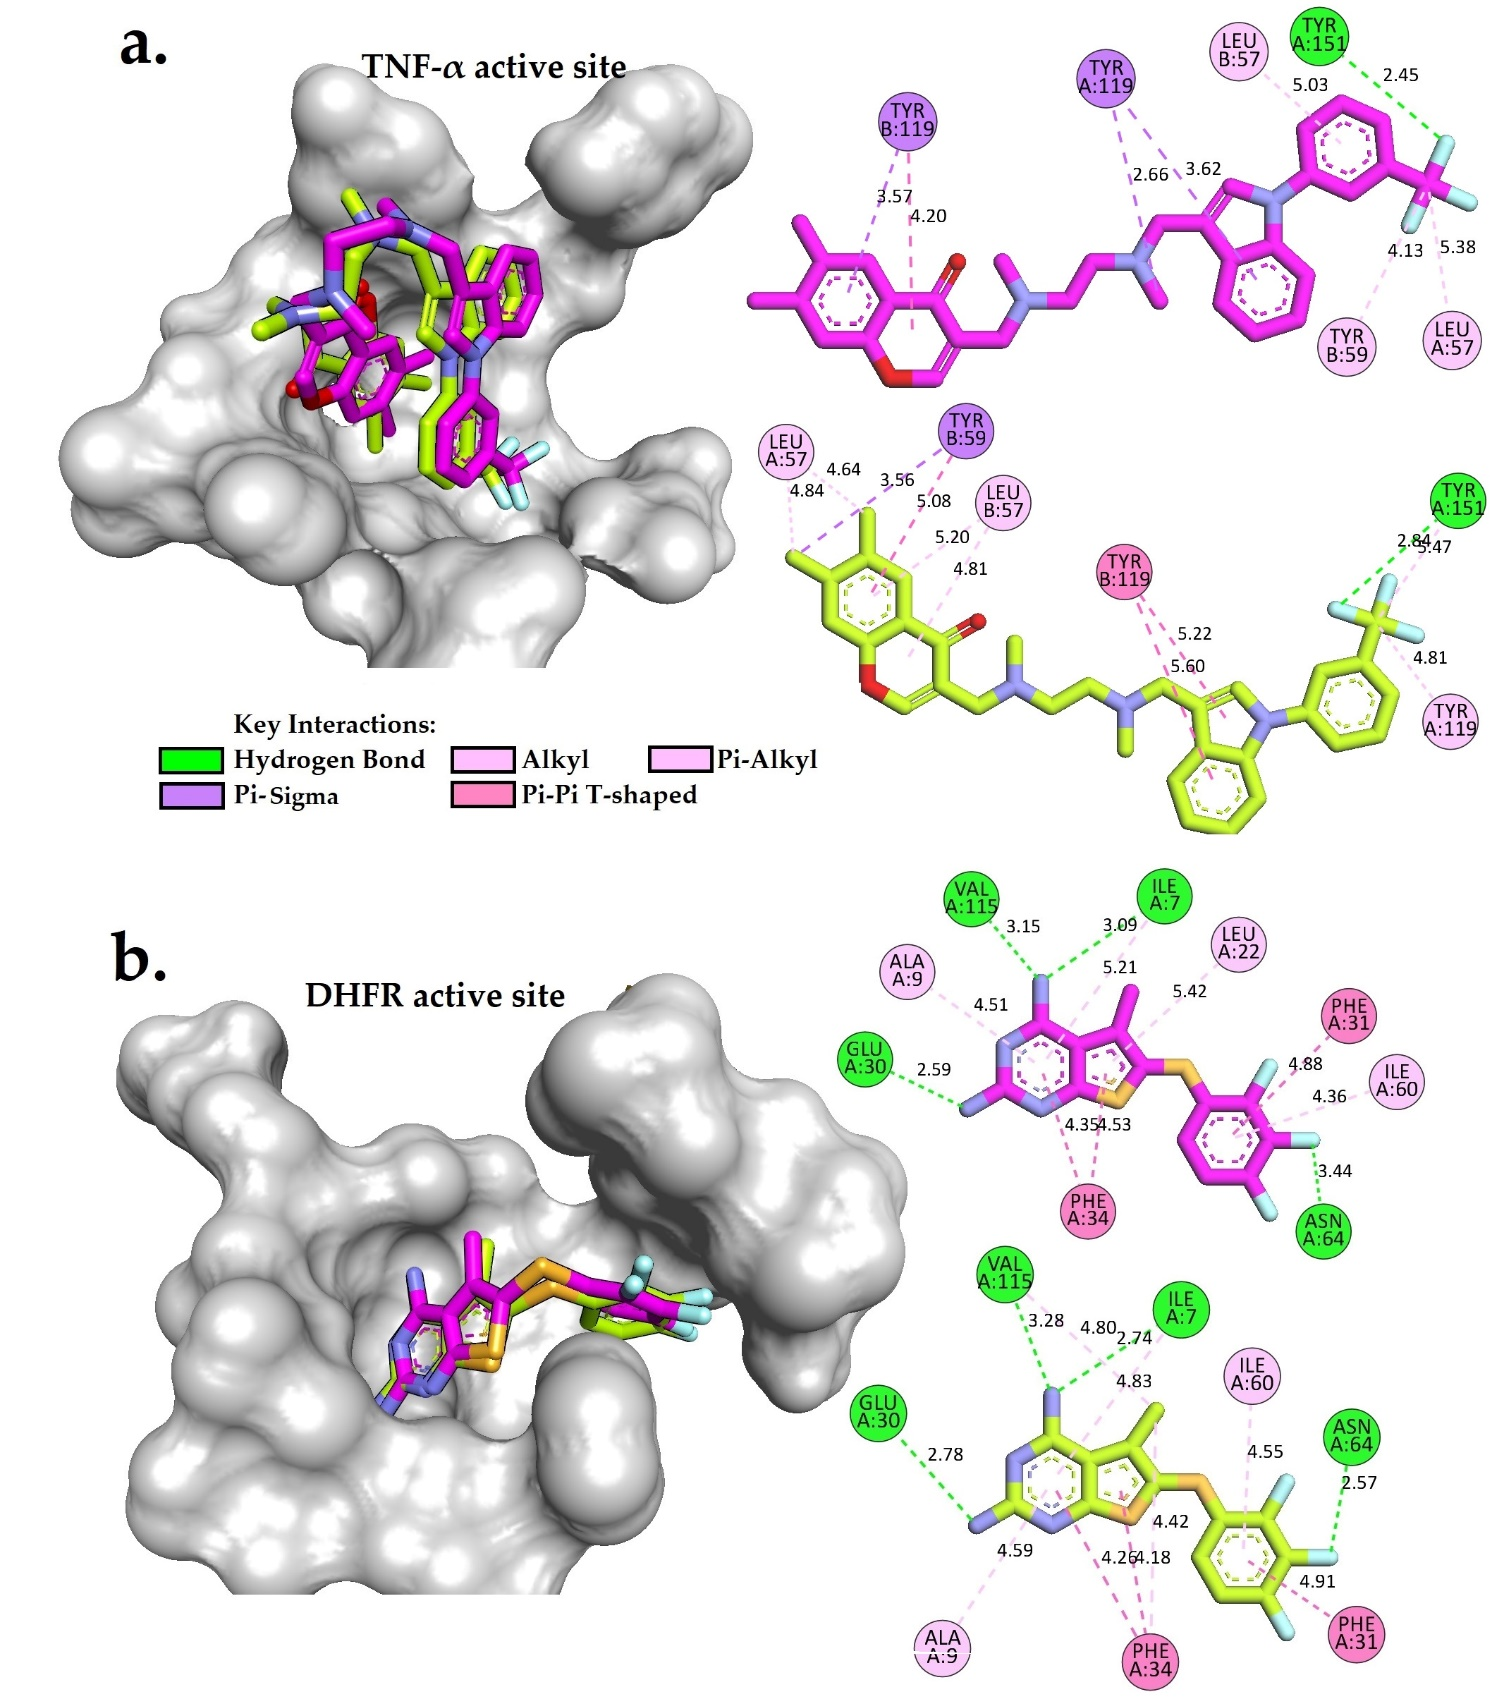 a.
TNF-α active site
TYR
B:119
TYR
A:119
LEU
B:57
TYR
A:151
3.57
4.20
2.66
3.62
5.03
2.45
4.13
5.38
TYR
B:59
LEU
A:57
LEU
A:57
TYR
B:59
LEU
B:57
TYR
B:119
TYR
A:151
4.64
4.84
3.56
5.08
5.20
4.81
5.22
5.60
2.84
5.47
4.81
TYR
A:119
Key Interactions:
Hydrogen Bond
Alkyl
Pi-Alkyl
Pi-Sigma
Pi-Pi T-shaped
b.
DHFR active site
VAL
A:115
ILE
A:7
ALA
A:9
LEU
A:22
GLU
A:30
PHE
A:31
ILE
A:60
3.15
3.09
5.21
5.42
4.51
2.59
4.88
4.36
4.35
4.53
3.44
PHE
A:34
ASN
A:64
VAL
A:115
ILE
A:7
GLU
A:30
ILE
A:60
ASN
A:64
3.28
4.80
2.74
4.83
2.78
4.55
2.57
4.59
4.42
4.26
4.18
4.91
ALA
A:9
PHE
A:34
PHE
A:31